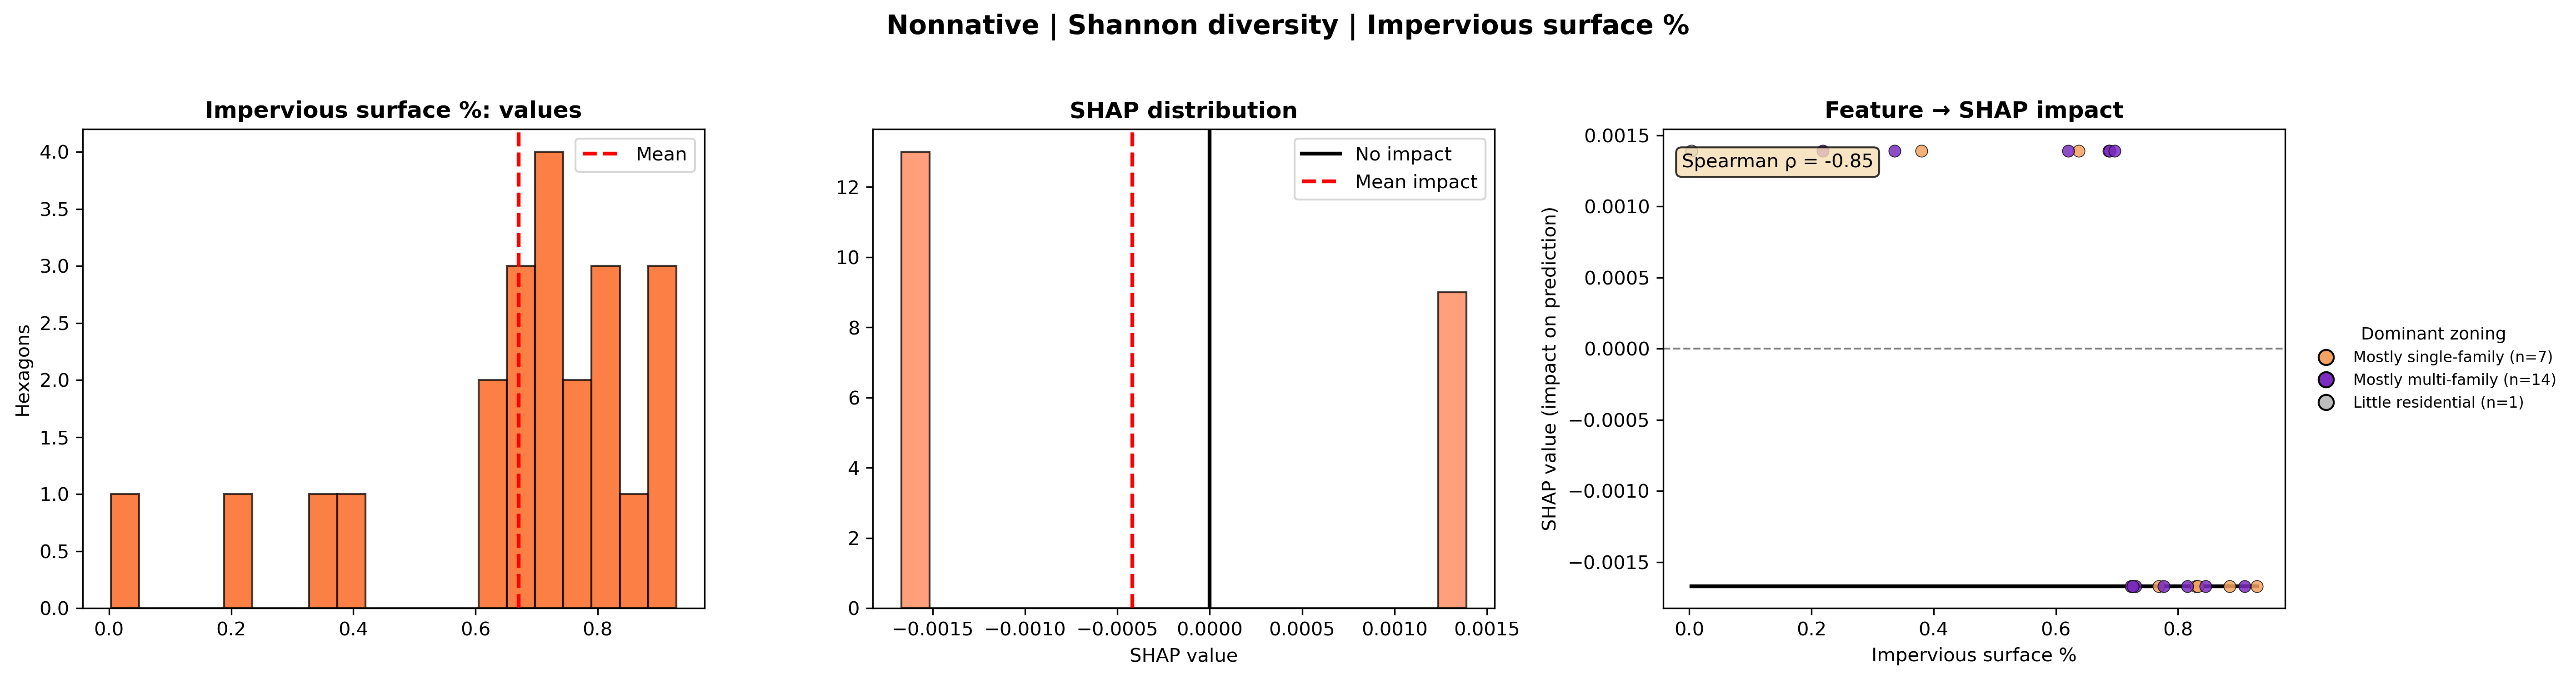 Nonnative | Shannon diversity | Impervious surface %
Impervious surface %: values
Hexagons
4.0
3.5
3.0
2.5
2.0
1.5
1.0
0.5
0.0
Mean
0.0 0.2 0.4 0.6 0.8
SHAP distribution
12
10
8
6
4
2
0
No impact
Mean impact
−0.0015 −0.0010 −0.0005 0.0000 0.0005 0.0010 0.0015
SHAP value
Feature → SHAP impact
SHAP value (impact on prediction)
0.0015
0.0010
0.0005
0.0000
−0.0005
−0.0010
−0.0015
Spearman ρ = -0.85
0.0 0.2 0.4 0.6 0.8
Impervious surface %
Dominant zoning
Mostly single-family (n=7)
Mostly multi-family (n=14)
Little residential (n=1)